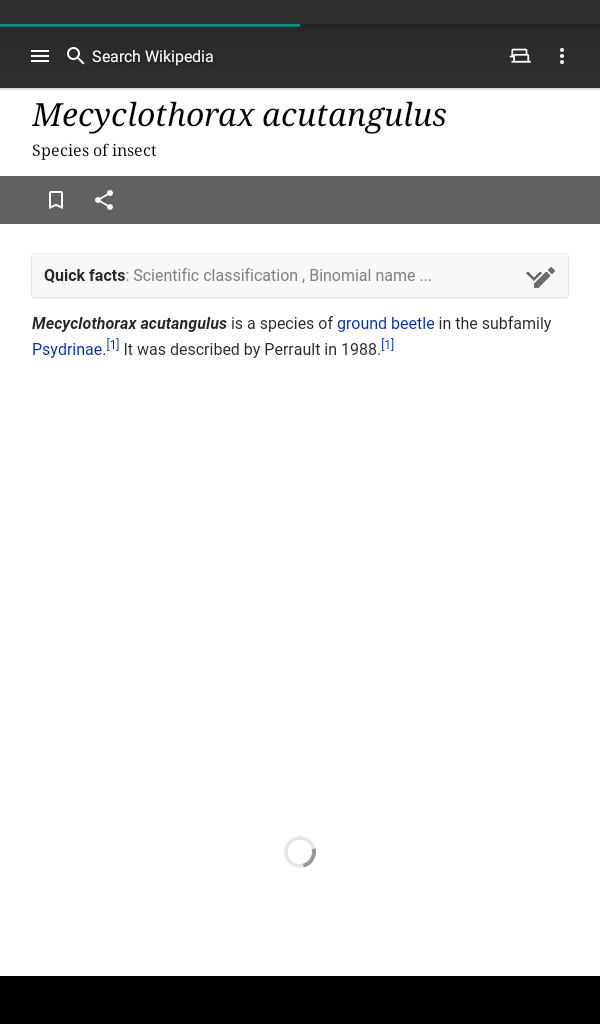 Search Wikipedia
Mecyclothorax acutangulus
Species of insect
Quick facts: Scientific classification , Binomial name ...
Mecyclothorax acutangulus is a species of ground beetle in the subfamily
Psydrinae.[1] It was described by Perrault in 1988.[1]